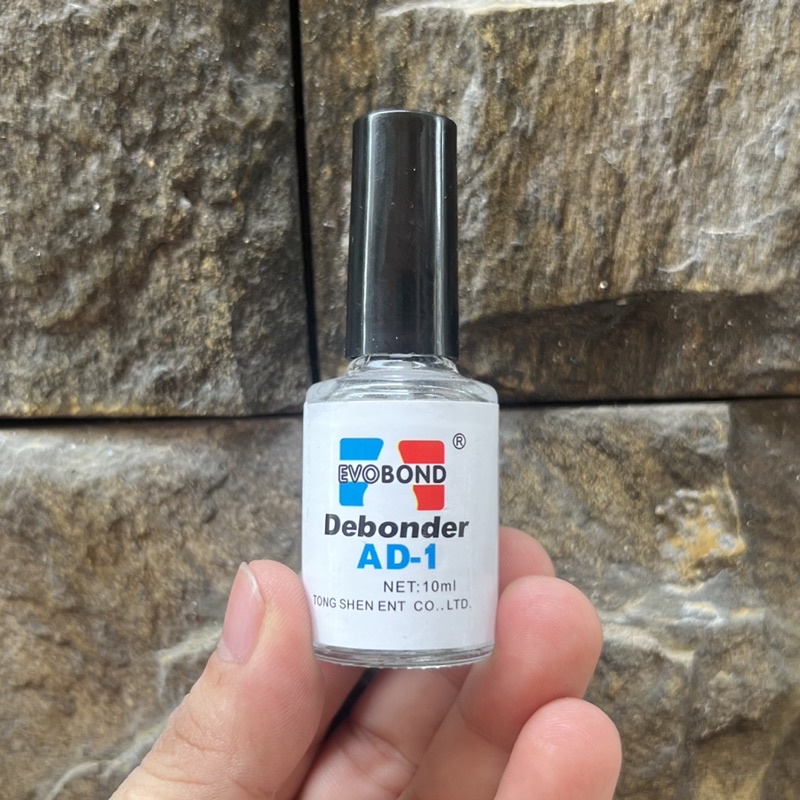 EVOBOND ®
Debonder
AD-1
NET:10ml
TONG SHEN ENT CO.,LTD.